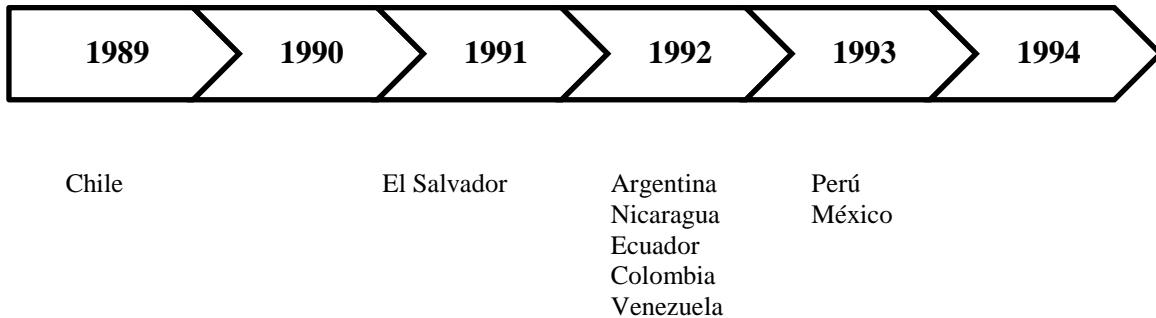 1989 1990 1991 1992 1993 1994
Chile El Salvador Argentina Perú
Nicaragua México
Ecuador
Colombia
Venezuela